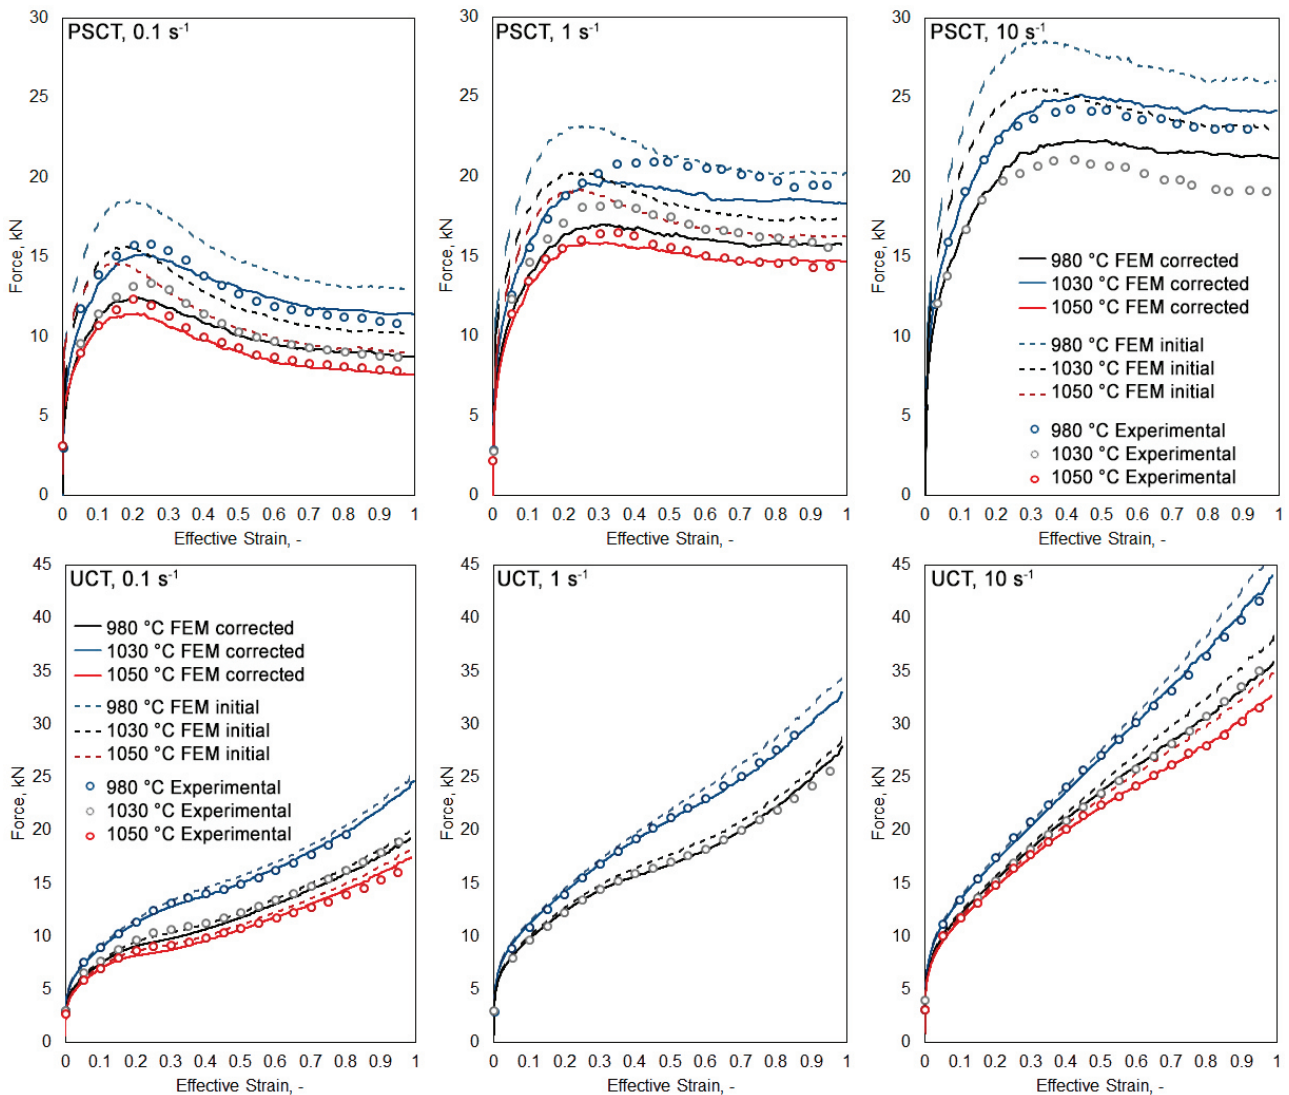 PSCT, 0.1 s⁻¹
Force, kN
30
25
20
15
10
5
0
0 0.1 0.2 0.3 0.4 0.5 0.6 0.7 0.8 0.9 1
Effective Strain, -
PSCT, 1 s⁻¹
Force, kN
30
25
20
15
10
5
0
0 0.1 0.2 0.3 0.4 0.5 0.6 0.7 0.8 0.9 1
Effective Strain, -
PSCT, 10 s⁻¹
Force, kN
30
25
20
15
10
5
0
980 °C FEM corrected
1030 °C FEM corrected
1050 °C FEM corrected
980 °C FEM initial
1030 °C FEM initial
1050 °C FEM initial
980 °C Experimental
1030 °C Experimental
1050 °C Experimental
0 0.1 0.2 0.3 0.4 0.5 0.6 0.7 0.8 0.9 1
Effective Strain, -
UCT, 0.1 s⁻¹
Force, kN
45
40
35
30
25
20
15
10
5
0
980 °C FEM corrected
1030 °C FEM corrected
1050 °C FEM corrected
980 °C FEM initial
1030 °C FEM initial
1050 °C FEM initial
980 °C Experimental
1030 °C Experimental
1050 °C Experimental
0 0.1 0.2 0.3 0.4 0.5 0.6 0.7 0.8 0.9 1
Effective Strain, -
UCT, 1 s⁻¹
Force, kN
45
40
35
30
25
20
15
10
5
0
0 0.1 0.2 0.3 0.4 0.5 0.6 0.7 0.8 0.9 1
Effective Strain, -
UCT, 10 s⁻¹
Force, kN
45
40
35
30
25
20
15
10
5
0
0 0.1 0.2 0.3 0.4 0.5 0.6 0.7 0.8 0.9 1
Effective Strain, -